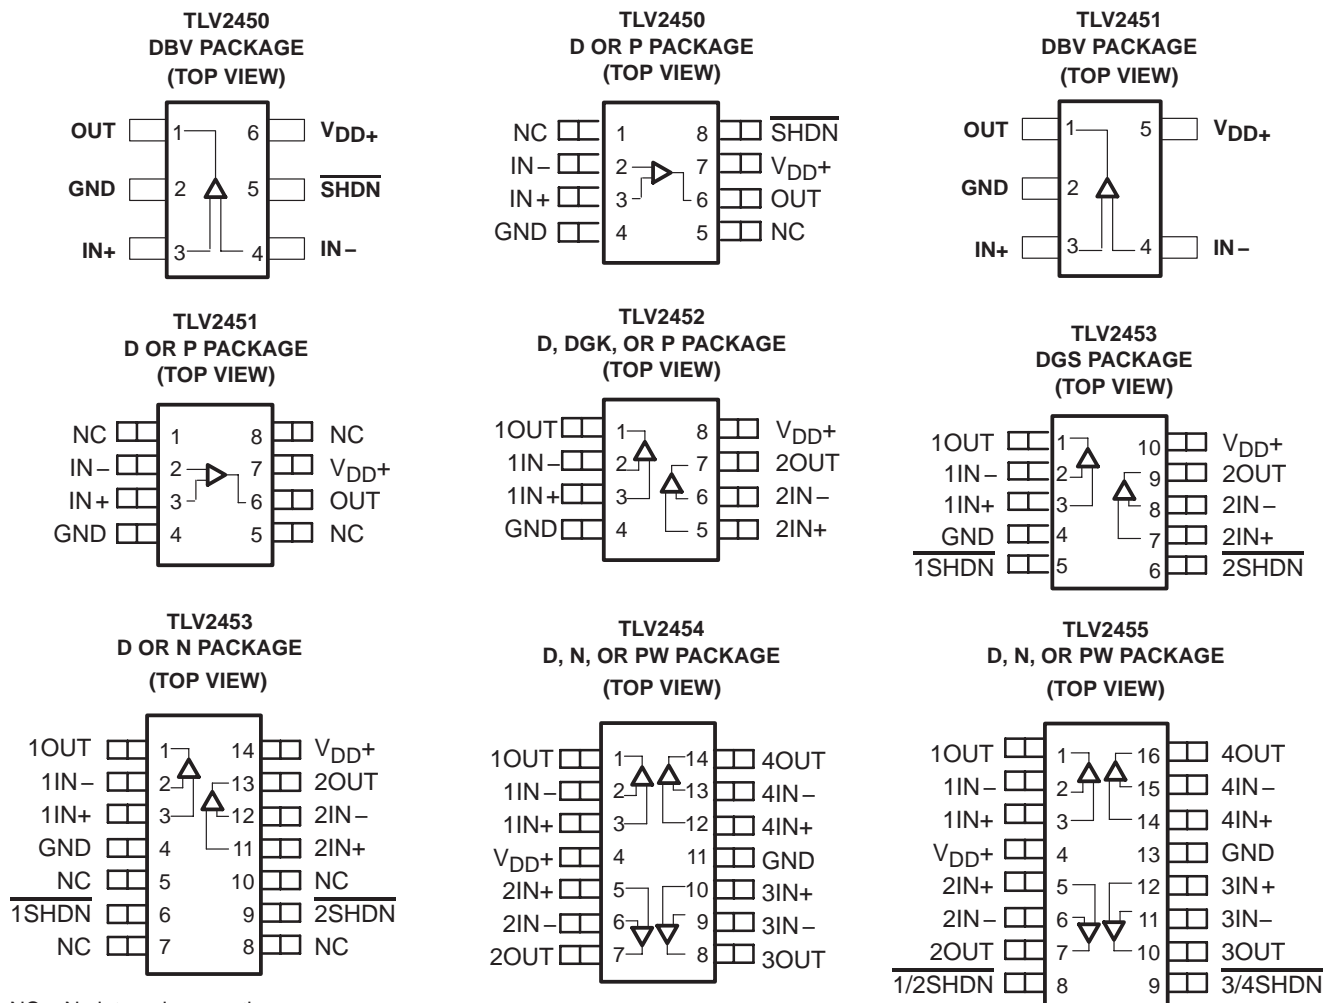 TLV2450
DBV PACKAGE
(TOP VIEW)
OUT 1 6 VDD+
GND 2 5 SHDN
IN+ 3 4 IN−
TLV2450
D OR P PACKAGE
(TOP VIEW)
NC 1 8 SHDN
IN− 2 7 VDD+
IN+ 3 6 OUT
GND 4 5 NC
TLV2451
DBV PACKAGE
(TOP VIEW)
OUT 1 5 VDD+
GND 2
IN+ 3 4 IN−
TLV2451
D OR P PACKAGE
(TOP VIEW)
NC 1 8 NC
IN− 2 7 VDD+
IN+ 3 6 OUT
GND 4 5 NC
TLV2452
D, DGK, OR P PACKAGE
(TOP VIEW)
1OUT 1 8 VDD+
1IN− 2 7 2OUT
1IN+ 3 6 2IN−
GND 4 5 2IN+
TLV2453
DGS PACKAGE
(TOP VIEW)
1OUT 1 10 VDD+
1IN− 2 9 2OUT
1IN+ 3 8 2IN−
GND 4 7 2IN+
1SHDN 5 6 2SHDN
TLV2453
D OR N PACKAGE
(TOP VIEW)
1OUT 1 14 VDD+
1IN− 2 13 2OUT
1IN+ 3 12 2IN−
GND 4 11 2IN+
NC 5 10 NC
1SHDN 6 9 2SHDN
NC 7 8 NC
TLV2454
D, N, OR PW PACKAGE
(TOP VIEW)
1OUT 1 14 4OUT
1IN− 2 13 4IN−
1IN+ 3 12 4IN+
VDD+ 4 11 GND
2IN+ 5 10 3IN+
2IN− 6 9 3IN−
2OUT 7 8 3OUT
TLV2455
D, N, OR PW PACKAGE
(TOP VIEW)
1OUT 1 16 4OUT
1IN− 2 15 4IN−
1IN+ 3 14 4IN+
VDD+ 4 13 GND
2IN+ 5 12 3IN+
2IN− 6 11 3IN−
2OUT 7 10 3OUT
1/2SHDN 8 9 3/4SHDN